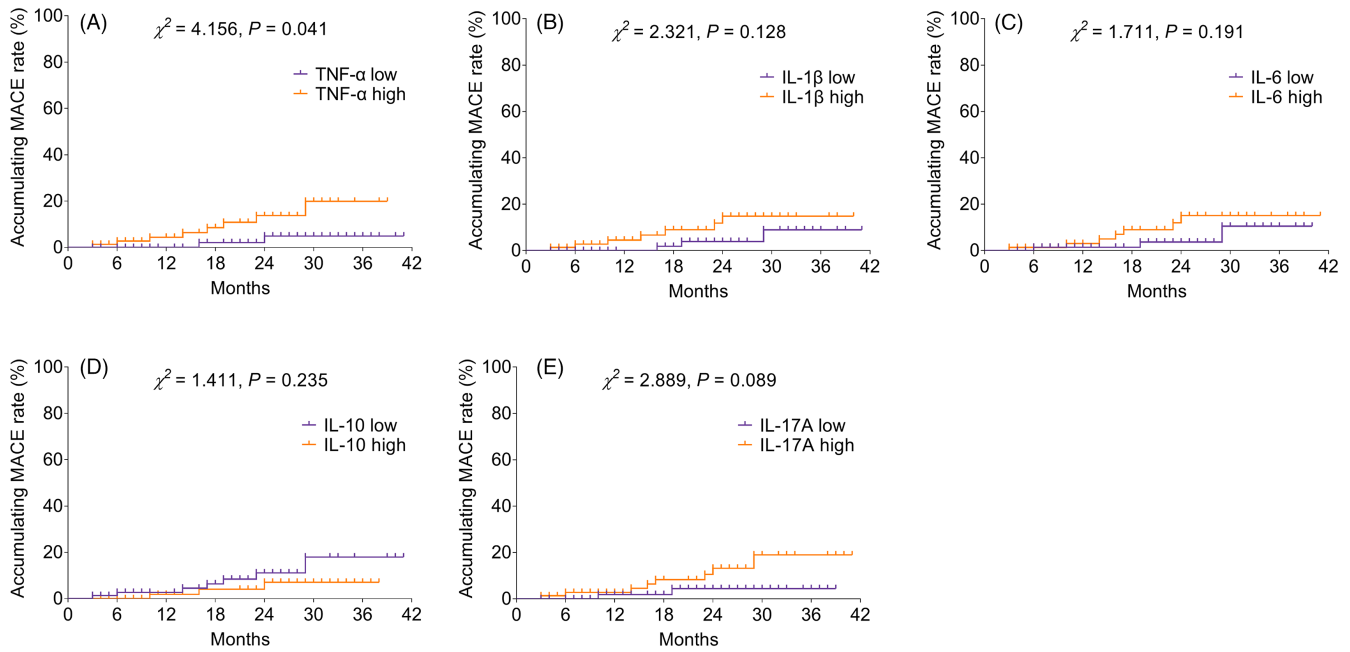 (A)
χ² = 4.156, P = 0.041
TNF-α low
TNF-α high
Accumulating MACE rate (%)
100
80
60
40
20
0
0 6 12 18 24 30 36 42
Months
(B)
χ² = 2.321, P = 0.128
IL-1β low
IL-1β high
Accumulating MACE rate (%)
100
80
60
40
20
0
0 6 12 18 24 30 36 42
Months
(C)
χ² = 1.711, P = 0.191
IL-6 low
IL-6 high
Accumulating MACE rate (%)
100
80
60
40
20
0
0 6 12 18 24 30 36 42
Months
(D)
χ² = 1.411, P = 0.235
IL-10 low
IL-10 high
Accumulating MACE rate (%)
100
80
60
40
20
0
0 6 12 18 24 30 36 42
Months
(E)
χ² = 2.889, P = 0.089
IL-17A low
IL-17A high
Accumulating MACE rate (%)
100
80
60
40
20
0
0 6 12 18 24 30 36 42
Months